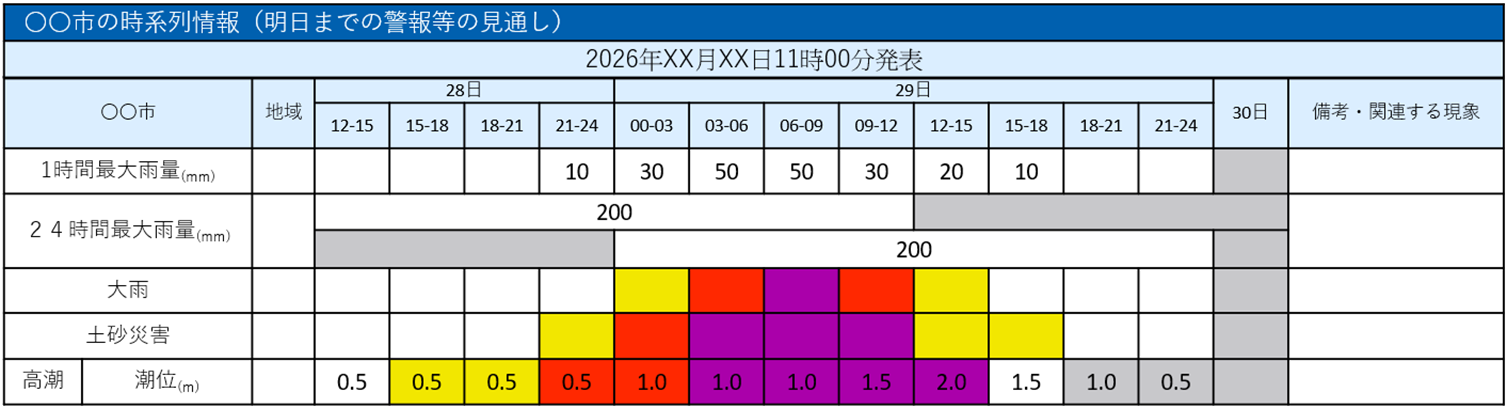 〇〇市の時系列情報（明日までの警報等の見通し）
2026年XX月XX日11時00分発表
〇〇市 地域 28日 29日 30日 備考・関連する現象
12-15 15-18 18-21 21-24 00-03 03-06 06-09 09-12 12-15 15-18 18-21 21-24
1時間最大雨量(mm) 10 30 50 50 30 20 10
２４時間最大雨量(mm) 200
200
大雨
土砂災害
高潮 潮位(m) 0.5 0.5 0.5 0.5 1.0 1.0 1.0 1.5 2.0 1.5 1.0 0.5